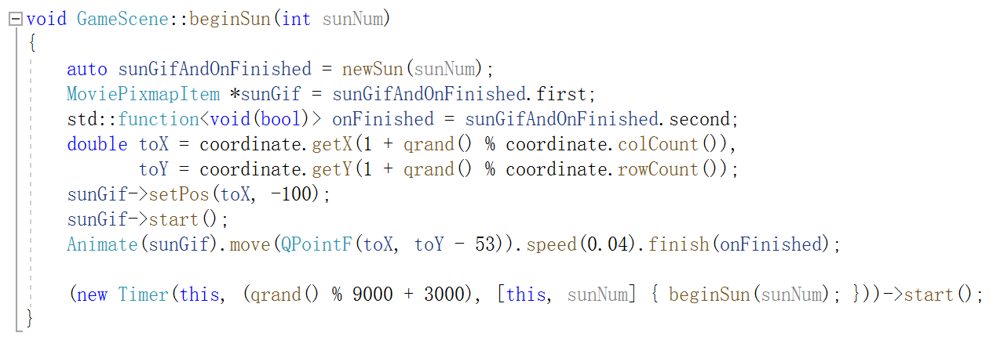 void GameScene::beginSun(int sunNum)
{
    auto sunGifAndOnFinished = newSun(sunNum);
    MoviePixmapItem *sunGif = sunGifAndOnFinished.first;
    std::function<void(bool)> onFinished = sunGifAndOnFinished.second;
    double toX = coordinate.getX(1 + qrand() % coordinate.colCount()),
           toY = coordinate.getY(1 + qrand() % coordinate.rowCount());
    sunGif->setPos(toX, -100);
    sunGif->start();
    Animate(sunGif).move(QPointF(toX, toY - 53)).speed(0.04).finish(onFinished);

    (new Timer(this, (qrand() % 9000 + 3000), [this, sunNum] { beginSun(sunNum); }))->start();
}